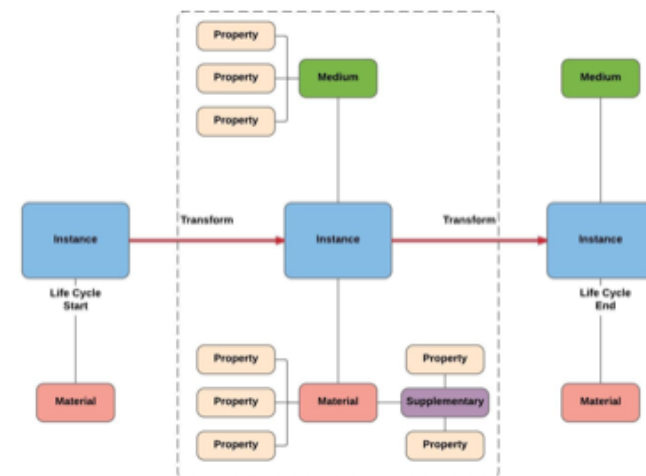 Property
Property
Medium
Medium
Property
Transform
Transform
Instance
Instance
Instance
Life Cycle
Start
Life Cycle
End
Property
Property
Material
Property
Material
Supplementary
Material
Property
Property